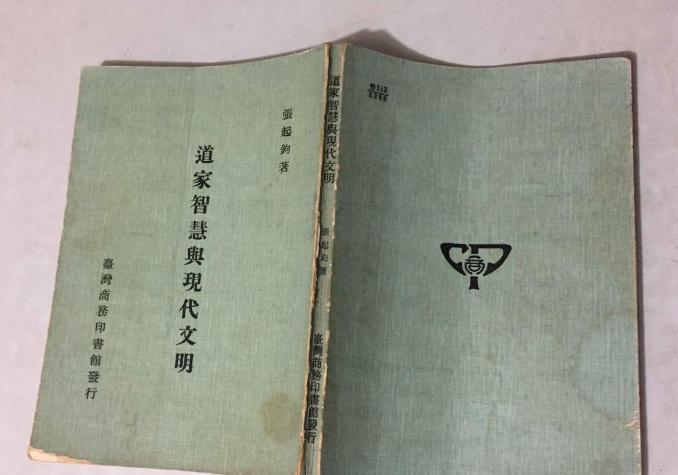 張起鈞著
道家智慧與現代文明
臺灣商務印書館發行
道家智慧與現代文明
張起鈞著
臺灣商務印書館發行
商